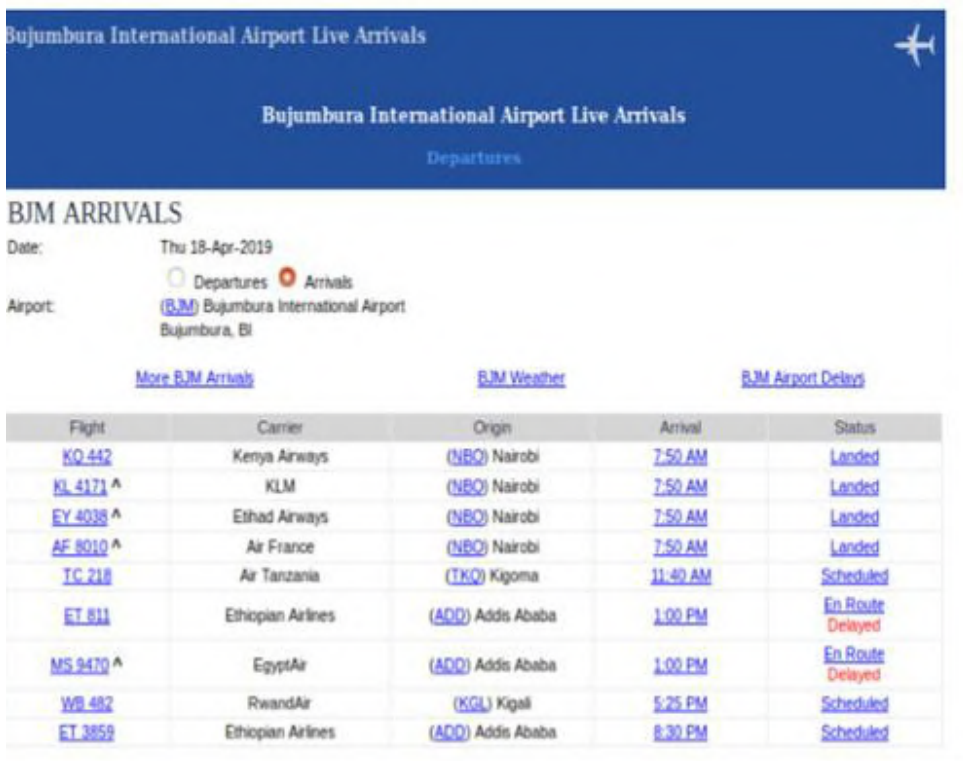 Bujumbura International Airport Live Arrivals
Bujumbura International Airport Live Arrivals
Departures
BJM ARRIVALS
Date: Thu 18-Apr-2019
Departures Arrivals
Airport: (BJM) Bujumbura International Airport
Bujumbura, BI
More BJM Arrivals BJM Weather BJM Airport Delays
Flight Carrier Origin Arrival Status
KQ 442 Kenya Airways (NBO) Nairobi 7:50 AM Landed
KL 4171 ^ KLM (NBO) Nairobi 7:50 AM Landed
EY 4038 ^ Etihad Airways (NBO) Nairobi 7:50 AM Landed
AF 8010 ^ Air France (NBO) Nairobi 7:50 AM Landed
TC 218 Air Tanzania (TKQ) Kigoma 11:40 AM Scheduled
ET 811 Ethiopian Airlines (ADD) Addis Ababa 1:00 PM En Route
Delayed
MS 9470 ^ EgyptAir (ADD) Addis Ababa 1:00 PM En Route
Delayed
WB 482 RwandAir (KGL) Kigali 5:25 PM Scheduled
ET 3859 Ethiopian Airlines (ADD) Addis Ababa 8:30 PM Scheduled